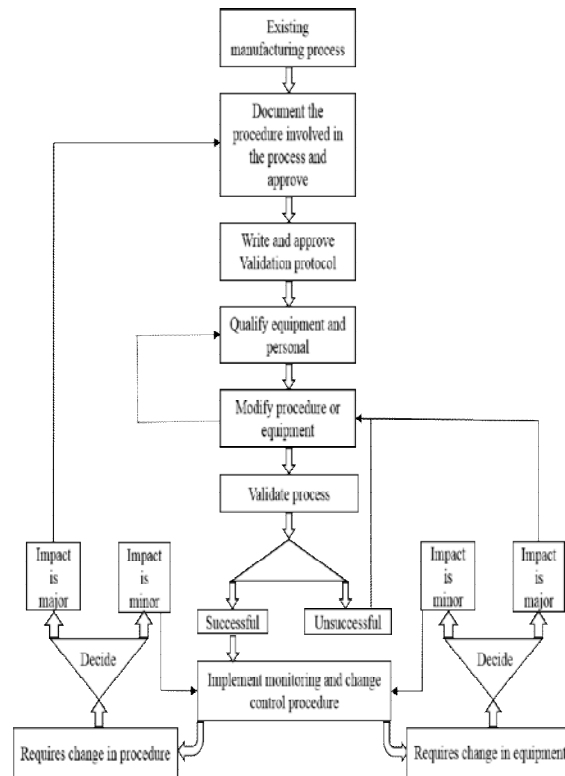 Existing
manufacturing process
Document the
procedure involved in
the process and
approve
Write and approve
Validation protocol
Qualify equipment and
personal
Modify procedure or
equipment
Validate process
Impact
is
major
Impact
is
minor
Impact
is
minor
Impact
is
major
Successful
Unsuccessful
Decide
Decide
Implement monitoring and change
control procedure
Requires change in procedure
Requires change in equipment